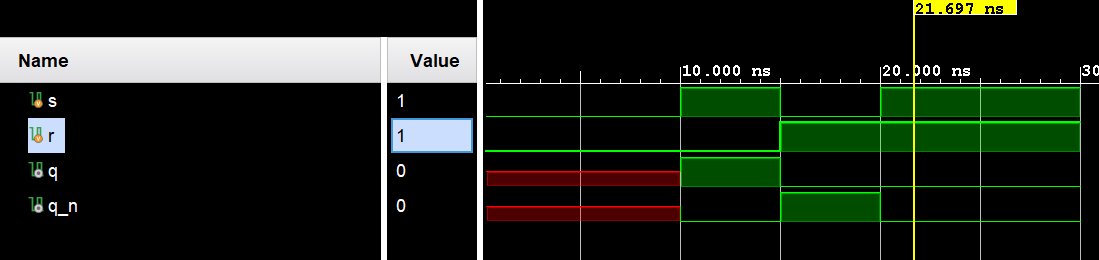 21.697 ns
Name Value
10.000 ns 20.000 ns 30
s 1
r 1
q 0
q_n 0